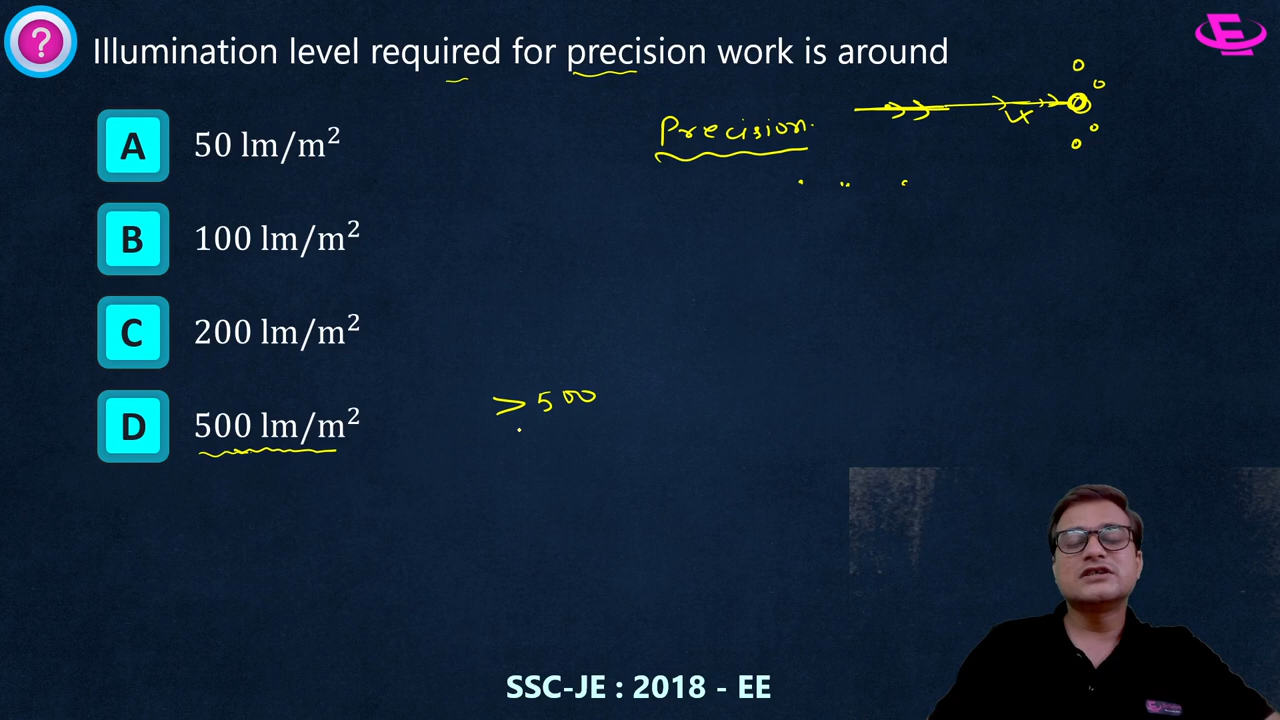 ?
Illumination level required for precision work is around
A 50 lm/m²
Precision.
B 100 lm/m²
C 200 lm/m²
> 500
D 500 lm/m²
SSC-JE : 2018 - EE